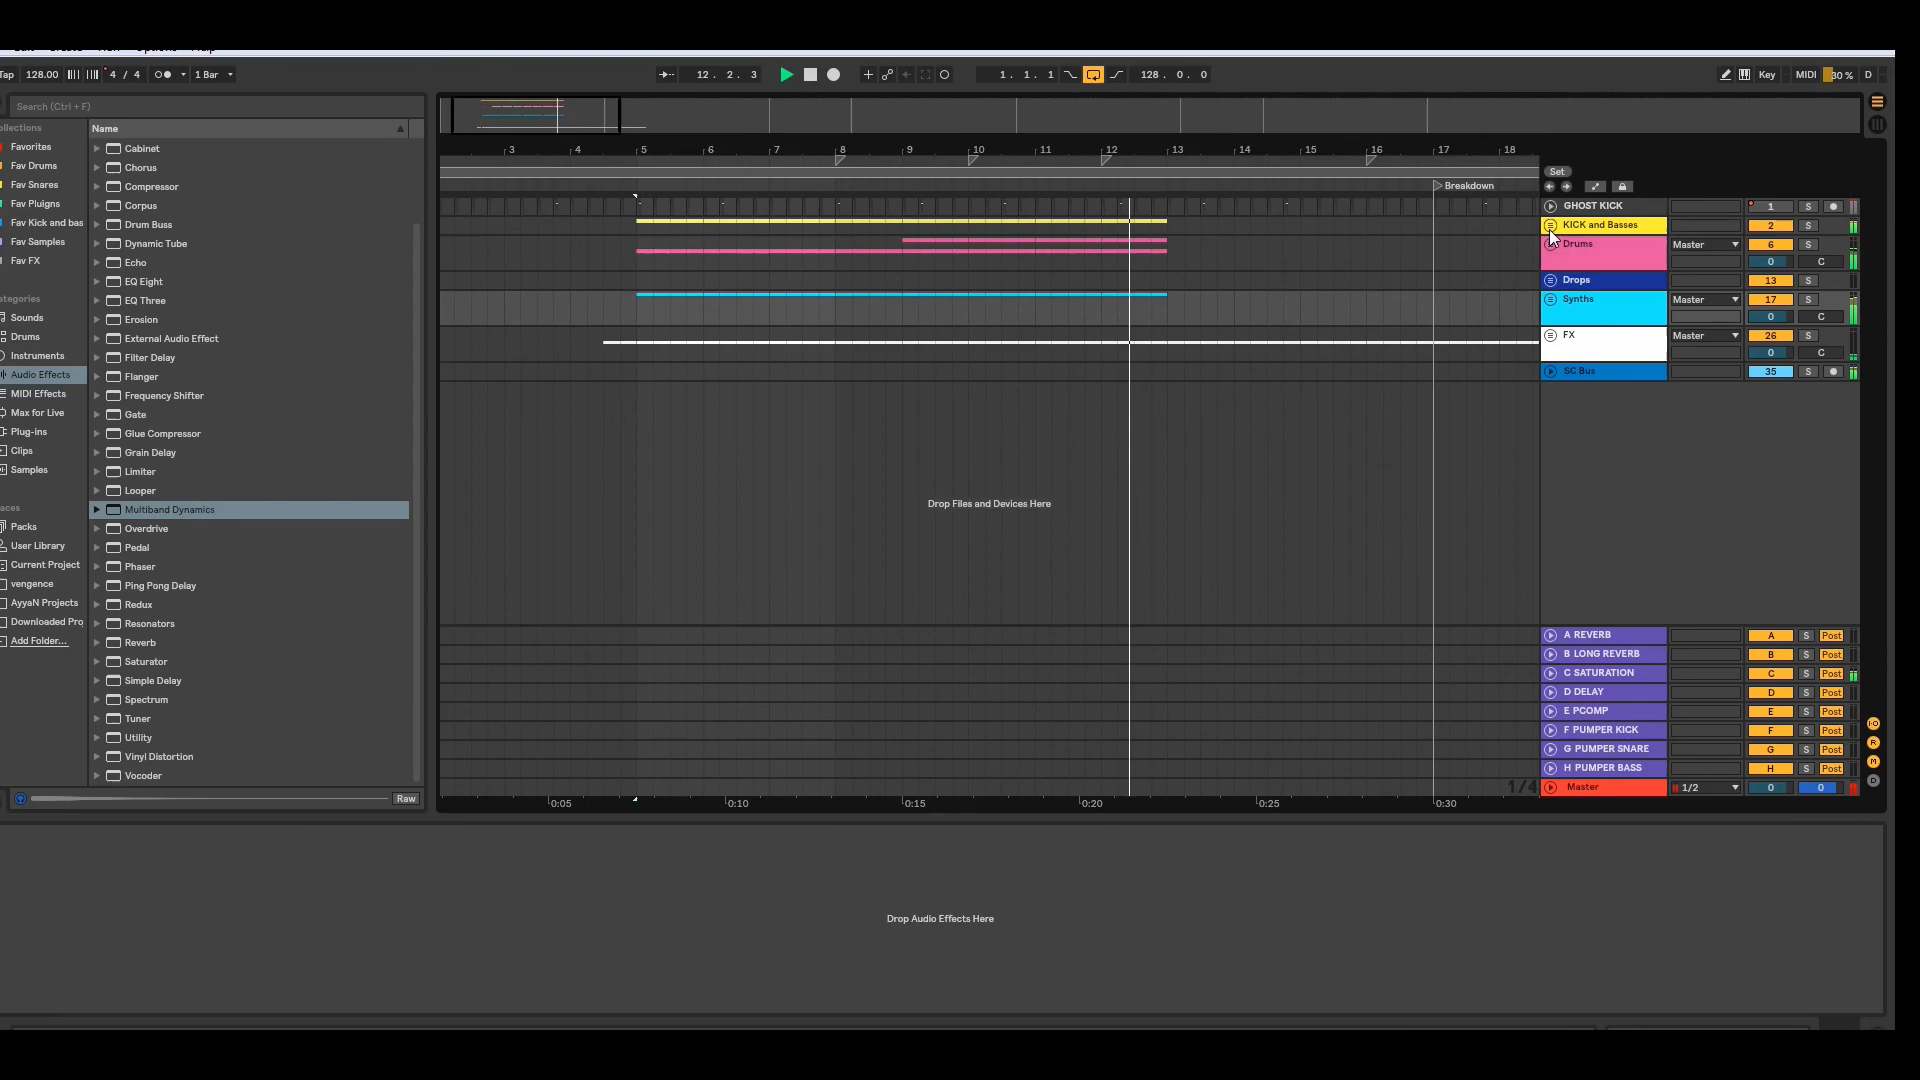 Tap 128.00 4 / 4 1 Bar 12. 2. 3 1. 1. 1 128. 0. 0 Key MIDI 30 % D
Search (Ctrl + F)
ollections
Favorites
Fav Drums
Fav Snares
Fav Pluigns
Fav Kick and bas
Fav Samples
Fav FX
ategories
Sounds
Drums
Instruments
Audio Effects
MIDI Effects
Max for Live
Plug-ins
Clips
Samples
aces
Packs
User Library
Current Project
vengence
AyyaN Projects
Downloaded Pro
Add Folder...
Name
Cabinet
Chorus
Compressor
Corpus
Drum Buss
Dynamic Tube
Echo
EQ Eight
EQ Three
Erosion
External Audio Effect
Filter Delay
Flanger
Frequency Shifter
Gate
Glue Compressor
Grain Delay
Limiter
Looper
Multiband Dynamics
Overdrive
Pedal
Phaser
Ping Pong Delay
Redux
Resonators
Reverb
Saturator
Simple Delay
Spectrum
Tuner
Utility
Vinyl Distortion
Vocoder
Raw
3 4 5 6 7 8 9 10 11 12 13 14 15 16 17 18
Set
Breakdown
GHOST KICK 1 S
KICK and Basses 2 S
Drums Master 6 S
0 C
Drops 13 S
Synths Master 17 S
0 C
FX Master 26 S
0 C
SC Bus 35 S
Drop Files and Devices Here
A REVERB A S Post
B LONG REVERB B S Post
C SATURATION C S Post
D DELAY D S Post
E PCOMP E S Post
F PUMPER KICK F S Post
G PUMPER SNARE G S Post
H PUMPER BASS H S Post
1/4 Master 1/2 0 0
I·O
R
M
D
0:05 0:10 0:15 0:20 0:25 0:30
Drop Audio Effects Here